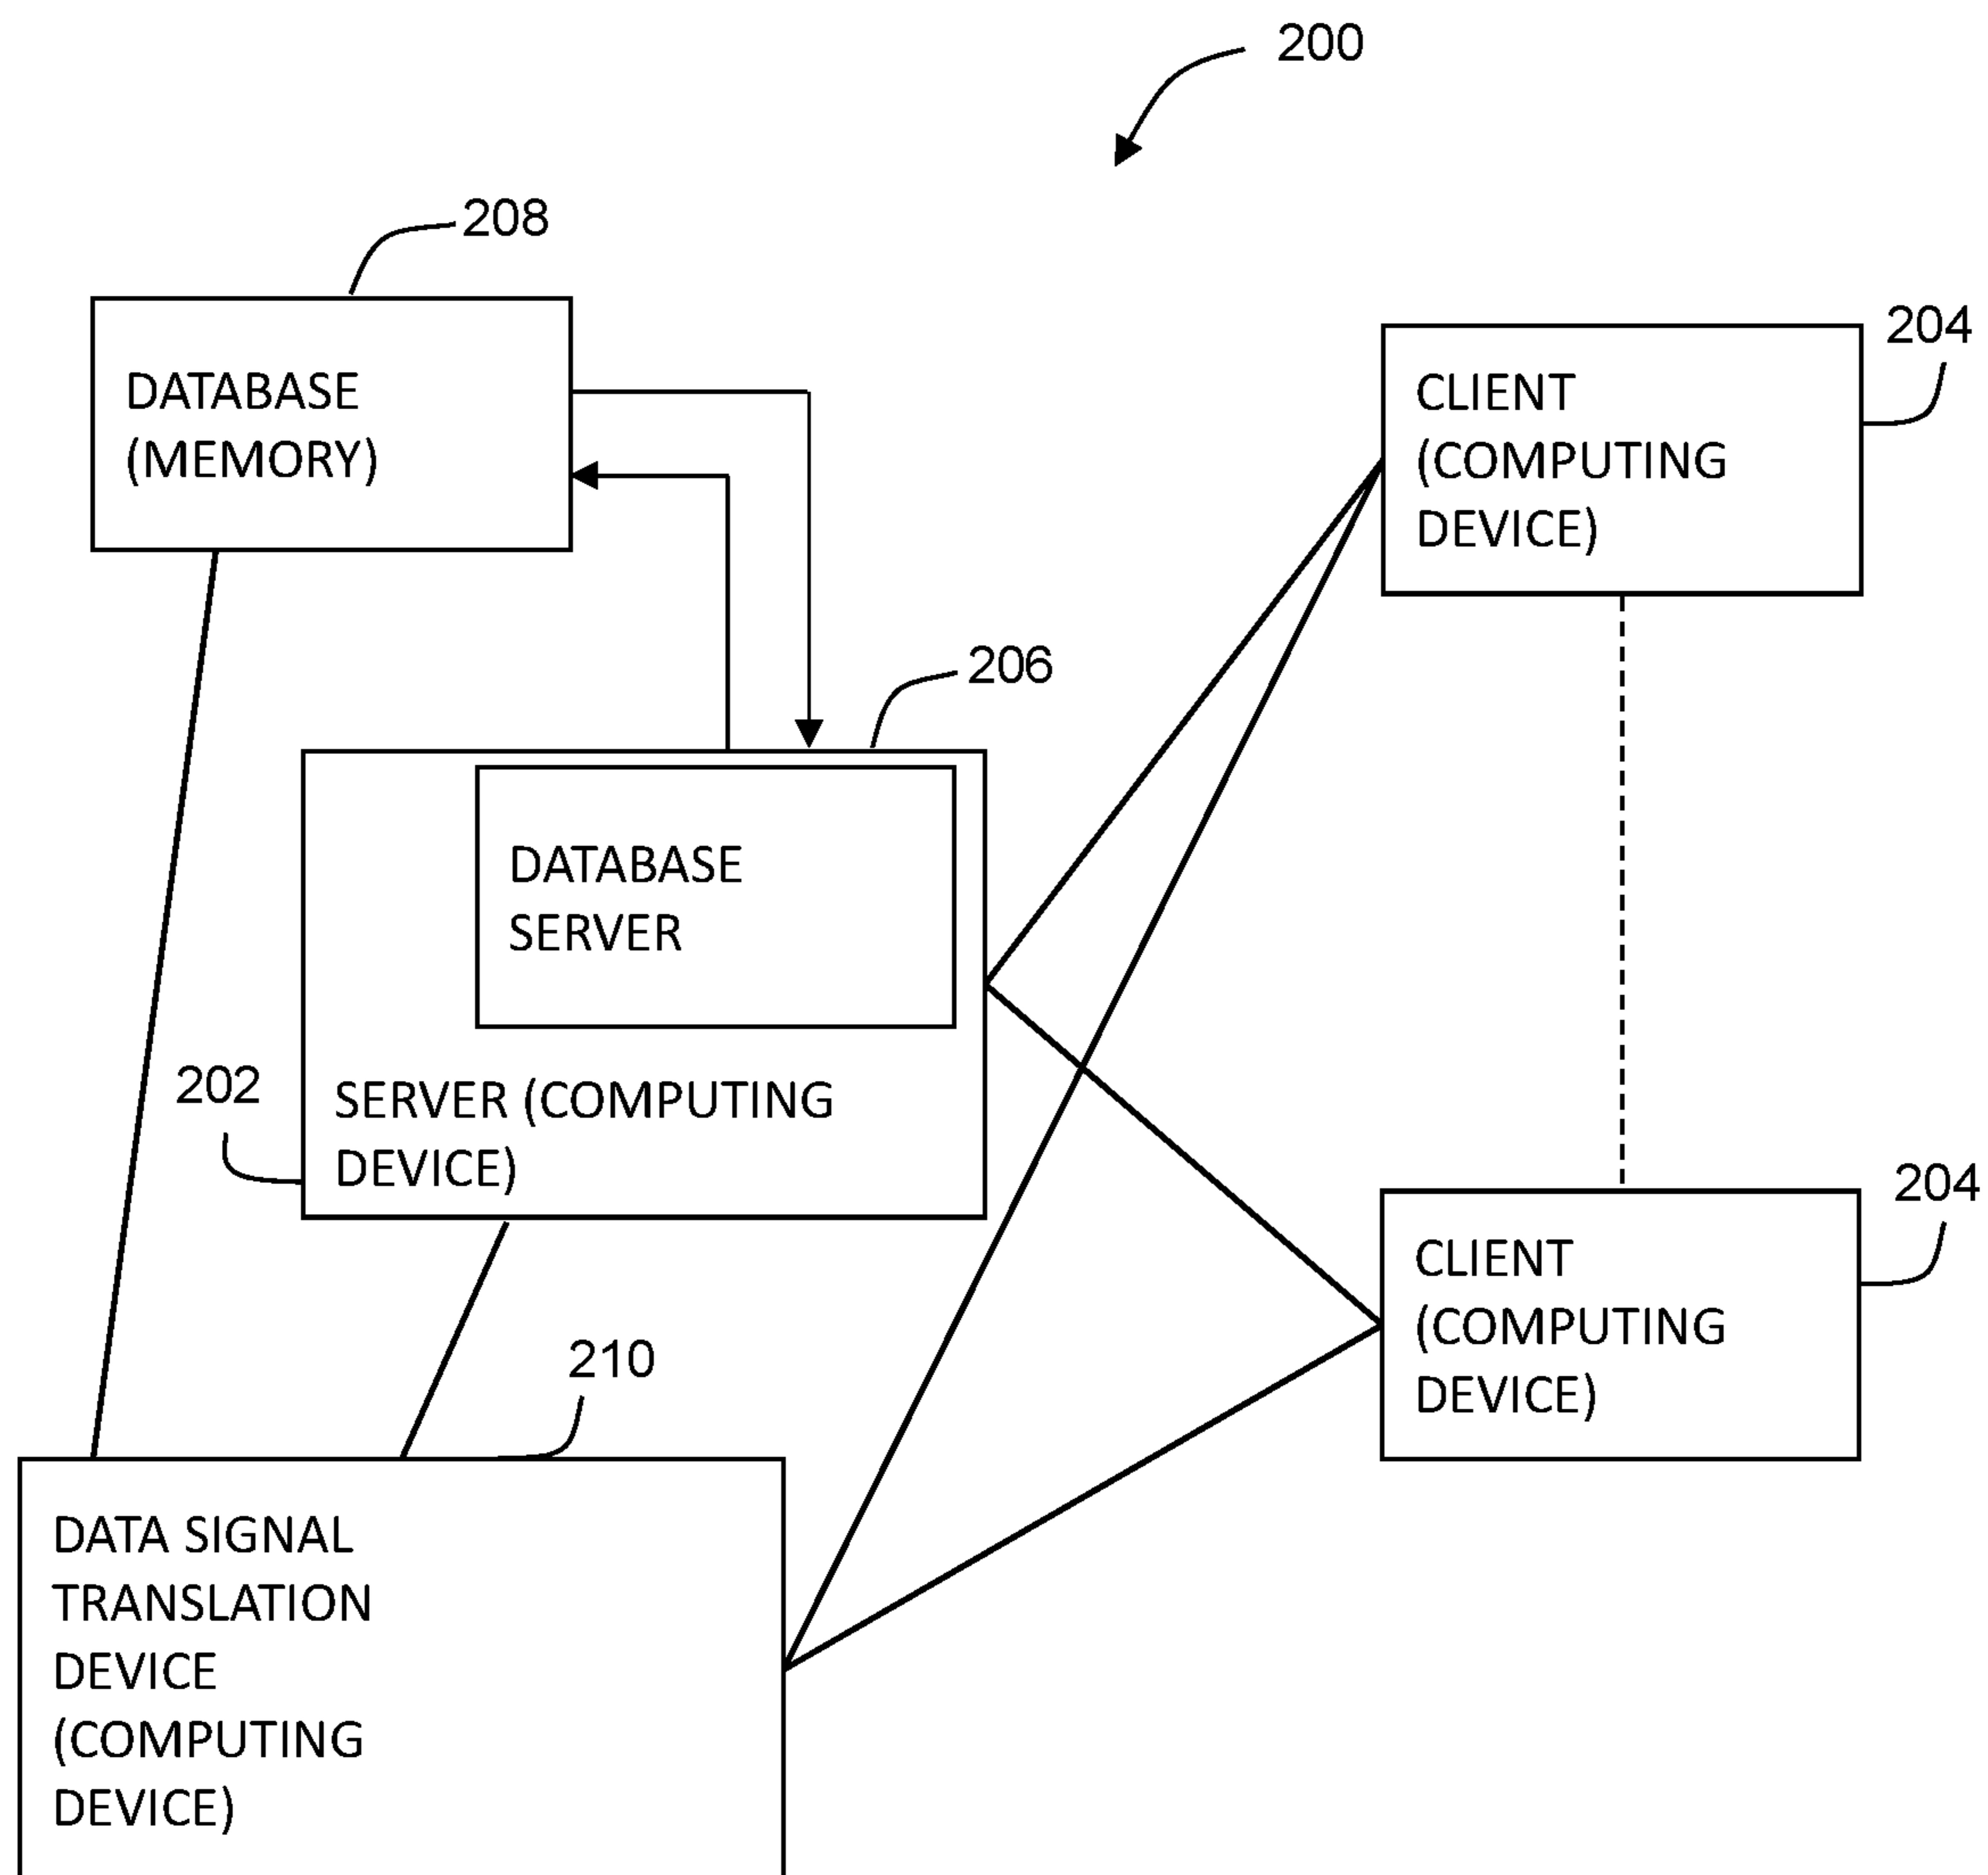 200
208
DATABASE
(MEMORY)
204
CLIENT
(COMPUTING
DEVICE)
206
DATABASE
SERVER
202
SERVER (COMPUTING
DEVICE)
204
CLIENT
(COMPUTING
DEVICE)
210
DATA SIGNAL
TRANSLATION
DEVICE
(COMPUTING
DEVICE)